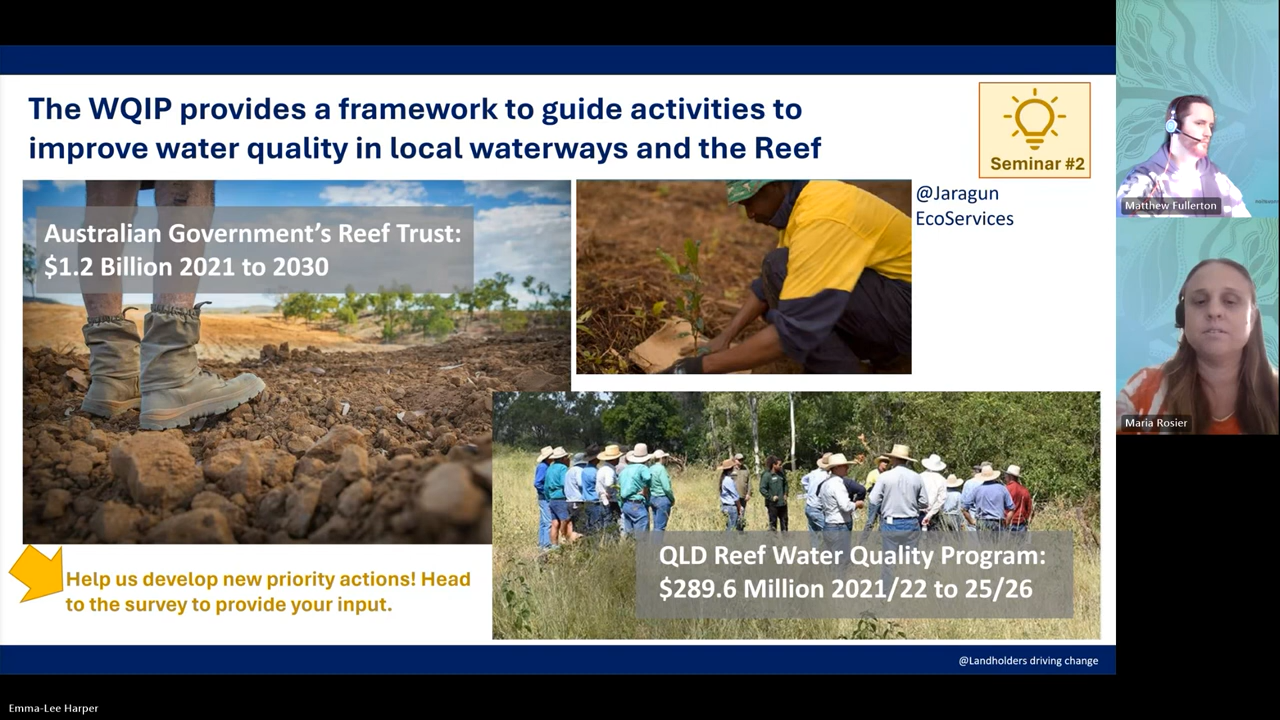 The WQIP provides a framework to guide activities to
improve water quality in local waterways and the Reef
Seminar #2
Australian Government's Reef Trust:
$1.2 Billion 2021 to 2030
@Jaragun
EcoServices
QLD Reef Water Quality Program:
$289.6 Million 2021/22 to 25/26
Help us develop new priority actions! Head
to the survey to provide your input.
@Landholders driving change
Matthew Fullerton
Maria Rosier
Emma-Lee Harper